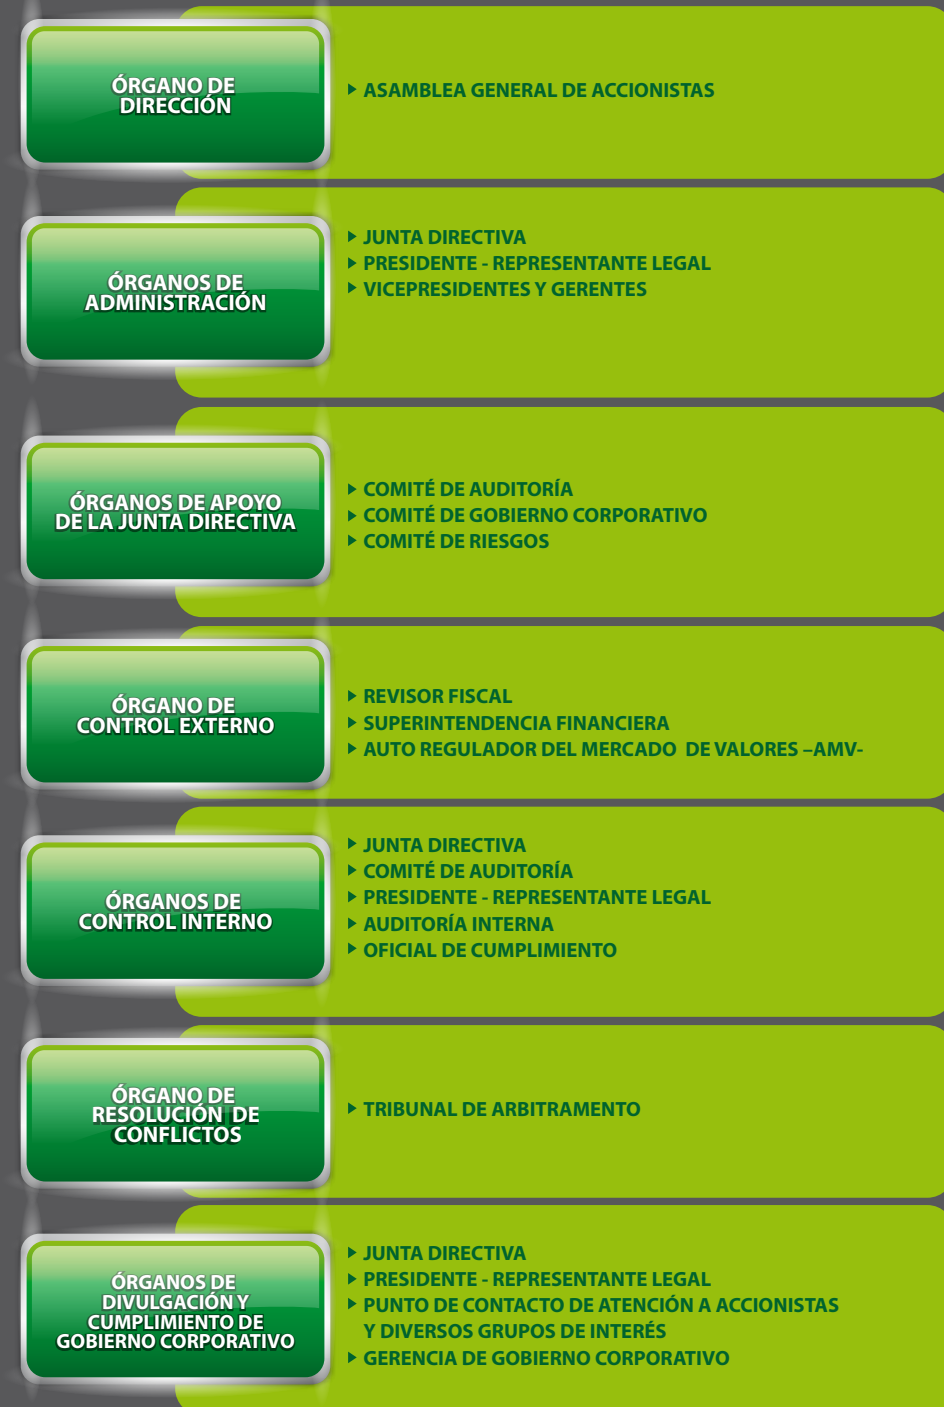 ÓRGANO DE
DIRECCIÓN
ASAMBLEA GENERAL DE ACCIONISTAS
ÓRGANOS DE
ADMINISTRACIÓN
JUNTA DIRECTIVA
PRESIDENTE - REPRESENTANTE LEGAL
VICEPRESIDENTES Y GERENTES
ÓRGANOS DE APOYO
DE LA JUNTA DIRECTIVA
COMITÉ DE AUDITORÍA
COMITÉ DE GOBIERNO CORPORATIVO
COMITÉ DE RIESGOS
ÓRGANO DE
CONTROL EXTERNO
REVISOR FISCAL
SUPERINTENDENCIA FINANCIERA
AUTO REGULADOR DEL MERCADO DE VALORES –AMV-
ÓRGANOS DE
CONTROL INTERNO
JUNTA DIRECTIVA
COMITÉ DE AUDITORÍA
PRESIDENTE - REPRESENTANTE LEGAL
AUDITORÍA INTERNA
OFICIAL DE CUMPLIMIENTO
ÓRGANO DE
RESOLUCIÓN DE
CONFLICTOS
TRIBUNAL DE ARBITRAMENTO
ÓRGANOS DE
DIVULGACIÓN Y
CUMPLIMIENTO DE
GOBIERNO CORPORATIVO
JUNTA DIRECTIVA
PRESIDENTE - REPRESENTANTE LEGAL
PUNTO DE CONTACTO DE ATENCIÓN A ACCIONISTAS
Y DIVERSOS GRUPOS DE INTERÉS
GERENCIA DE GOBIERNO CORPORATIVO